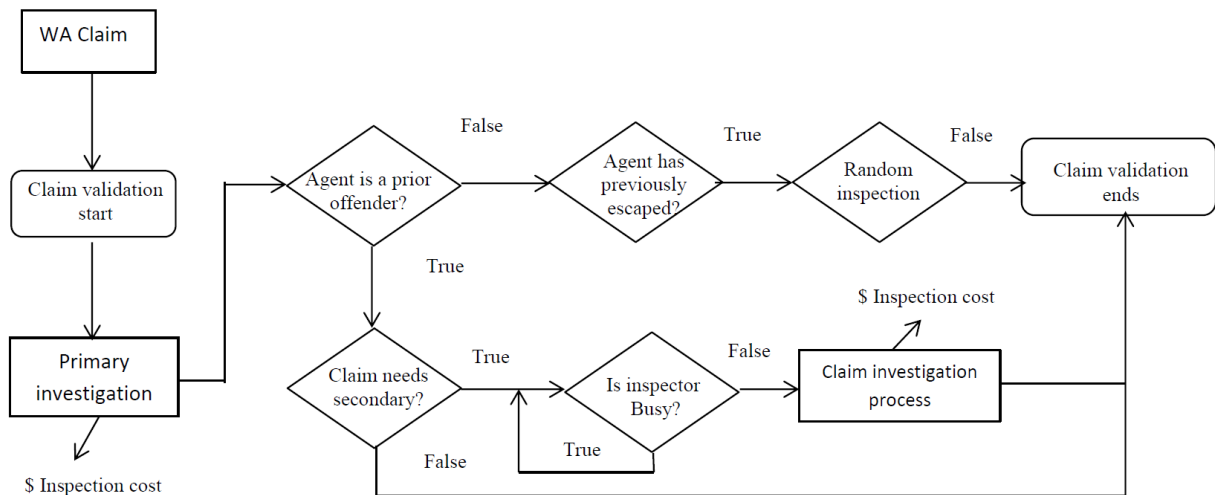 WA Claim
Claim validation
start
Primary
investigation
$ Inspection cost
Agent is a prior
offender?
False
Agent has
previously
escaped?
True
Random
inspection
False
Claim validation
ends
True
Claim needs
secondary?
True
False
Is inspector
Busy?
True
False
$ Inspection cost
Claim investigation
process